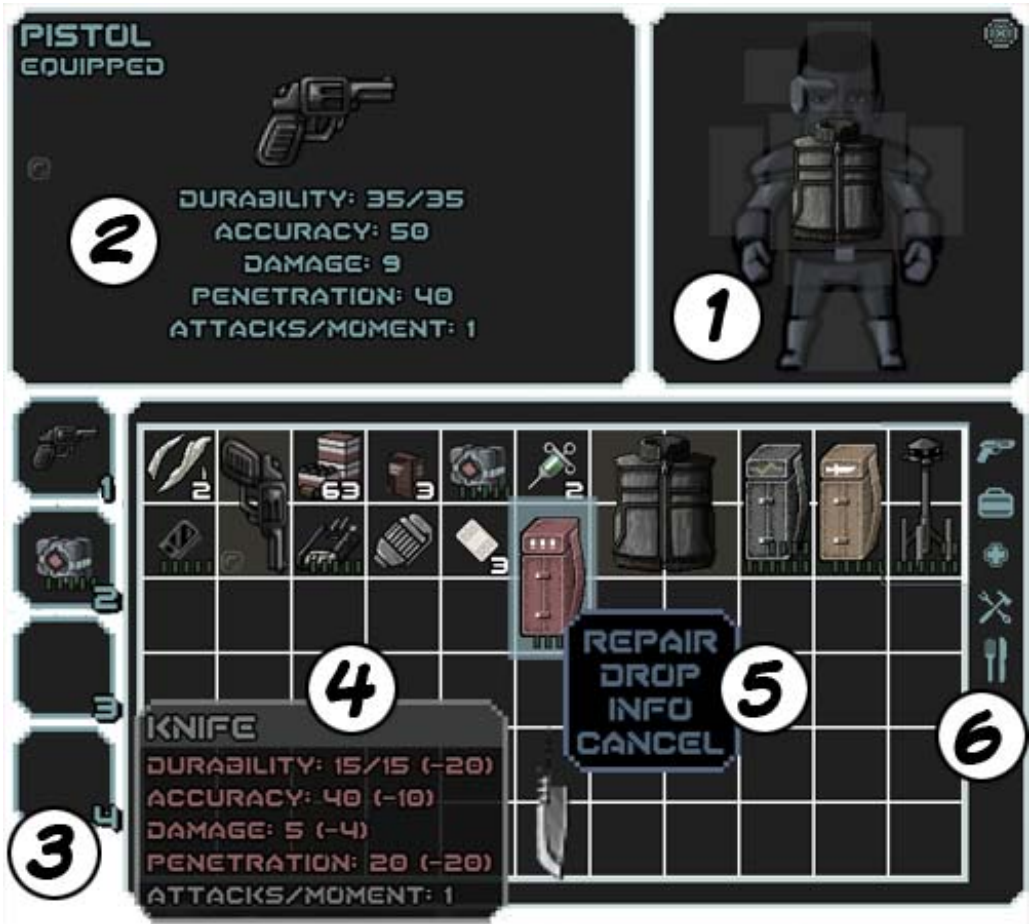 PISTOL
EQUIPPED
DURABILITY: 35/35
ACCURACY: 50
DAMAGE: 9
PENETRATION: 40
ATTACKS/MOMENT: 1
2
1
1
2
3
4
3
2
63
3
2
3
4
REPAIR
DROP
INFO
CANCEL
5
6
KNIFE
DURABILITY: 15/15 (-20)
ACCURACY: 40 (-10)
DAMAGE: 5 (-4)
PENETRATION: 20 (-20)
ATTACKS/MOMENT: 1